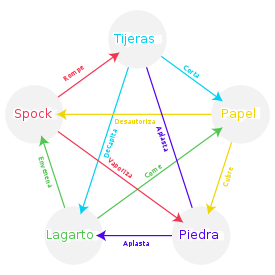 Tijeras
Rompe
Corta
Spock
Papel
Desautoriza
Decapita
Aplasta
Vaporiza
Come
Cubre
Envenena
Lagarto
Piedra
Aplasta